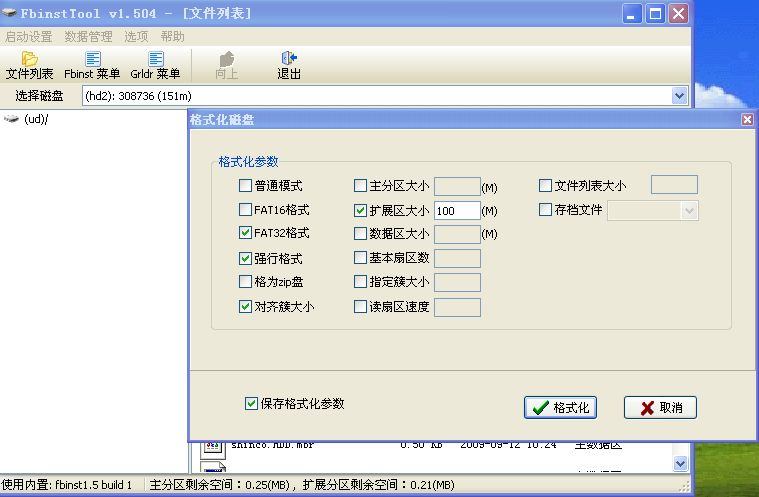 FbinstTool v1.504 - [文件列表]
启动设置 数据管理 选项 帮助
文件列表 Fbinst 菜单 Grldr 菜单 向上 退出
选择磁盘 (hd2): 308736 (151m)
(ud)/
格式化磁盘
格式化参数
普通模式 主分区大小 (M) 文件列表大小
FAT16格式 扩展区大小 100 (M) 存档文件
FAT32格式 数据区大小 (M)
强行格式 基本扇区数
格为zip盘 指定簇大小
对齐簇大小 读扇区速度
保存格式化参数 格式化 取消
shinco.HDD.mbr 0.50 KB 2009-09-12 10:24 主数据区
使用内置: fbinst1.5 build 1 主分区剩余空间：0.25(MB) , 扩展分区剩余空间：0.21(MB)